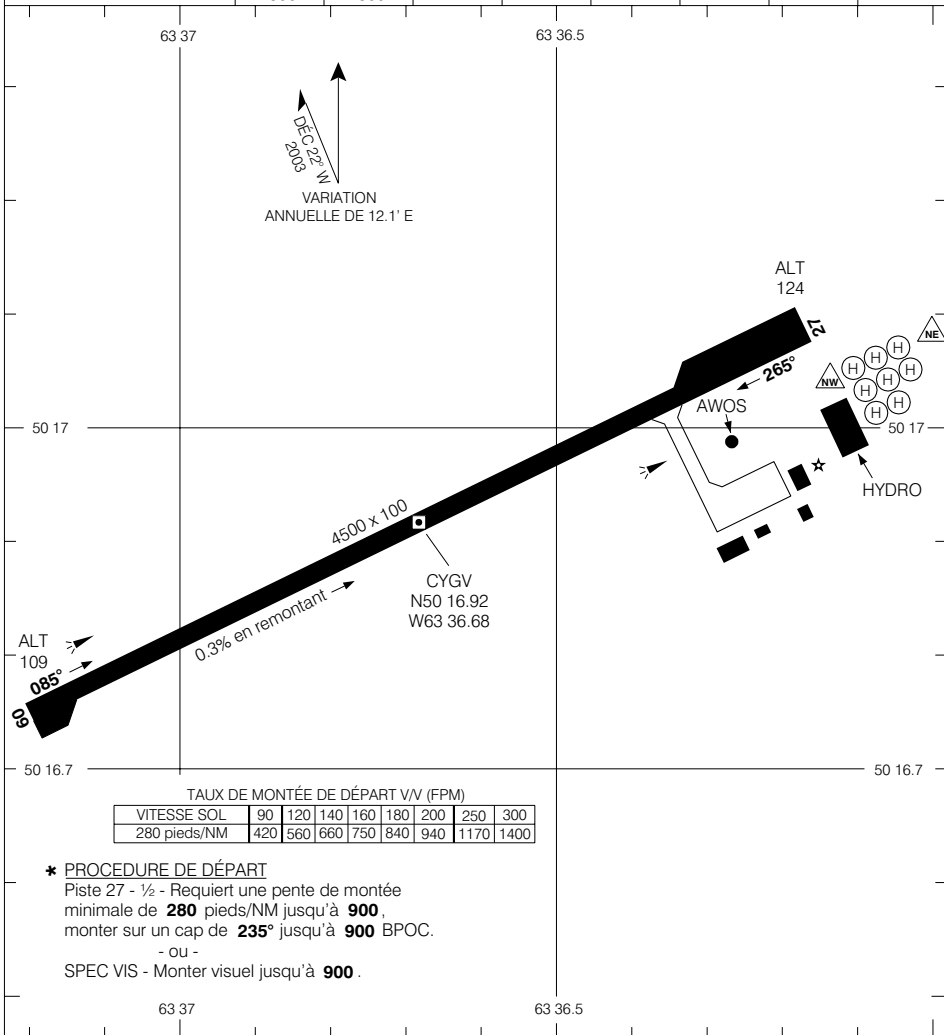 63 37 63 36.5
DÉC 22° W
2003
VARIATION
ANNUELLE DE 12.1' E
ALT
124
27
NE
265°
NW
H H H H H H H H
AWOS
50 17 50 17
HYDRO
4500 x 100
CYGV
N50 16.92
W63 36.68
0.3% en remontant
ALT
109
085°
09
50 16.7 50 16.7
TAUX DE MONTÉE DE DÉPART V/V (FPM)
VITESSE SOL 90 120 140 160 180 200 250 300
280 pieds/NM 420 560 660 750 840 940 1170 1400
* PROCEDURE DE DÉPART
Piste 27 - ½ - Requiert une pente de montée
minimale de 280 pieds/NM jusqu'à 900,
monter sur un cap de 235° jusqu'à 900 BPOC.
- ou -
SPEC VIS - Monter visuel jusqu'à 900.
63 37 63 36.5